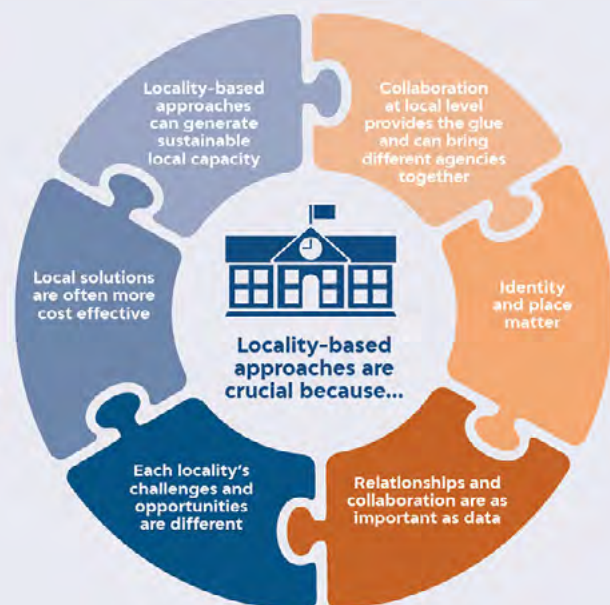 Locality-based
approaches
can generate
sustainable
local capacity
Collaboration
at local level
provides the glue
and can bring
different agencies
together
Local solutions
are often more
cost effective
Identity
and place
matter
Locality-based
approaches are
crucial because...
Each locality's
challenges and
opportunities
are different
Relationships and
collaboration are as
important as data